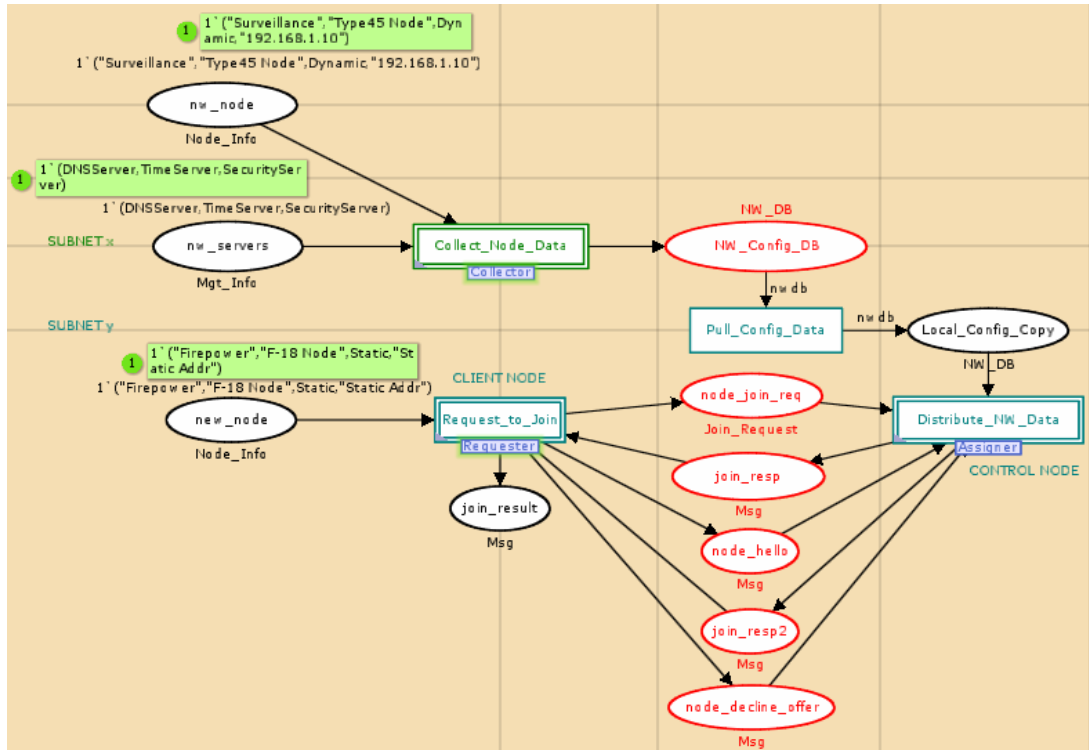 1
1`("Surveillance","Type45 Node",Dyn
amic,"192.168.1.10")
1`("Surveillance","Type45 Node",Dynamic,"192.168.1.10")
nw_node
Node_Info
1
1`(DNSServer,TimeServer,SecuritySer
ver)
1`(DNSServer,TimeServer,SecurityServer)
NW_DB
SUBNET x
nw_servers
Collect_Node_Data
NW_Config_DB
Collector
Mgt_Info
nwdb
SUBNET y
Pull_Config_Data
nwdb
Local_Config_Copy
NW_DB
1
1`("Firepower","F-18 Node",Static,"St
atic Addr")
1`("Firepower","F-18 Node",Static,"Static Addr")
CLIENT NODE
node_join_req
Join_Request
new_node
Node_Info
Request_to_Join
Requester
Distribute_NW_Data
Assigner
CONTROL NODE
join_resp
Msg
join_result
Msg
node_hello
Msg
join_resp2
Msg
node_decline_offer
Msg